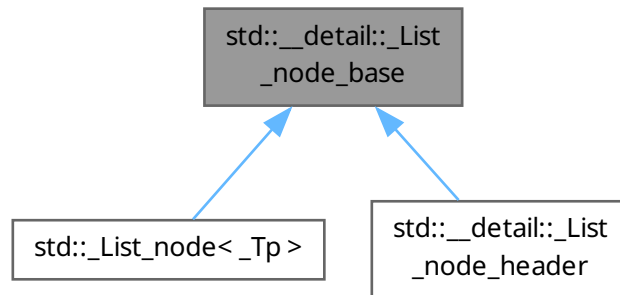 std::__detail::_List
_node_base
std::_List_node< _Tp >
std::__detail::_List
_node_header